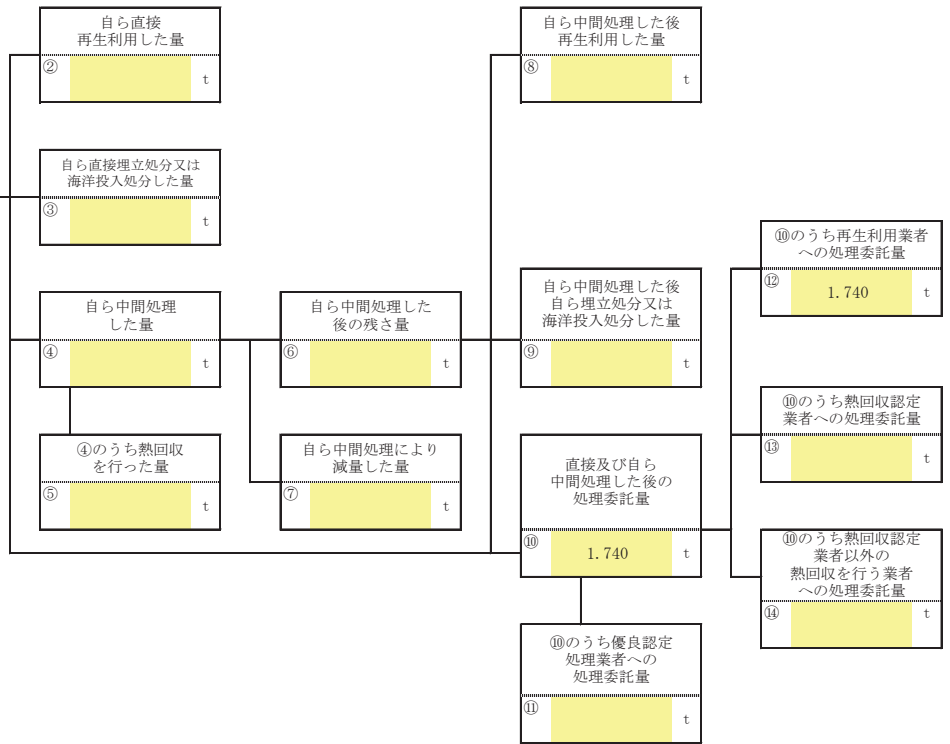 自ら直接
再生利用した量
②
t
自ら直接埋立処分又は
海洋投入処分した量
③
t
自ら中間処理
した量
④
t
④のうち熱回収
を行った量
⑤
t
自ら中間処理した
後の残さ量
⑥
t
自ら中間処理により
減量した量
⑦
t
自ら中間処理した後
再生利用した量
⑧
t
自ら中間処理した後
自ら埋立処分又は
海洋投入処分した量
⑨
t
直接及び自ら
中間処理した後の
処理委託量
⑩ 1.740 t
⑩のうち優良認定
処理業者への
処理委託量
⑪
t
⑩のうち再生利用業者
への処理委託量
⑫ 1.740 t
⑩のうち熱回収認定
業者への処理委託量
⑬
t
⑩のうち熱回収認定
業者以外の
熱回収を行う業者
への処理委託量
⑭
t